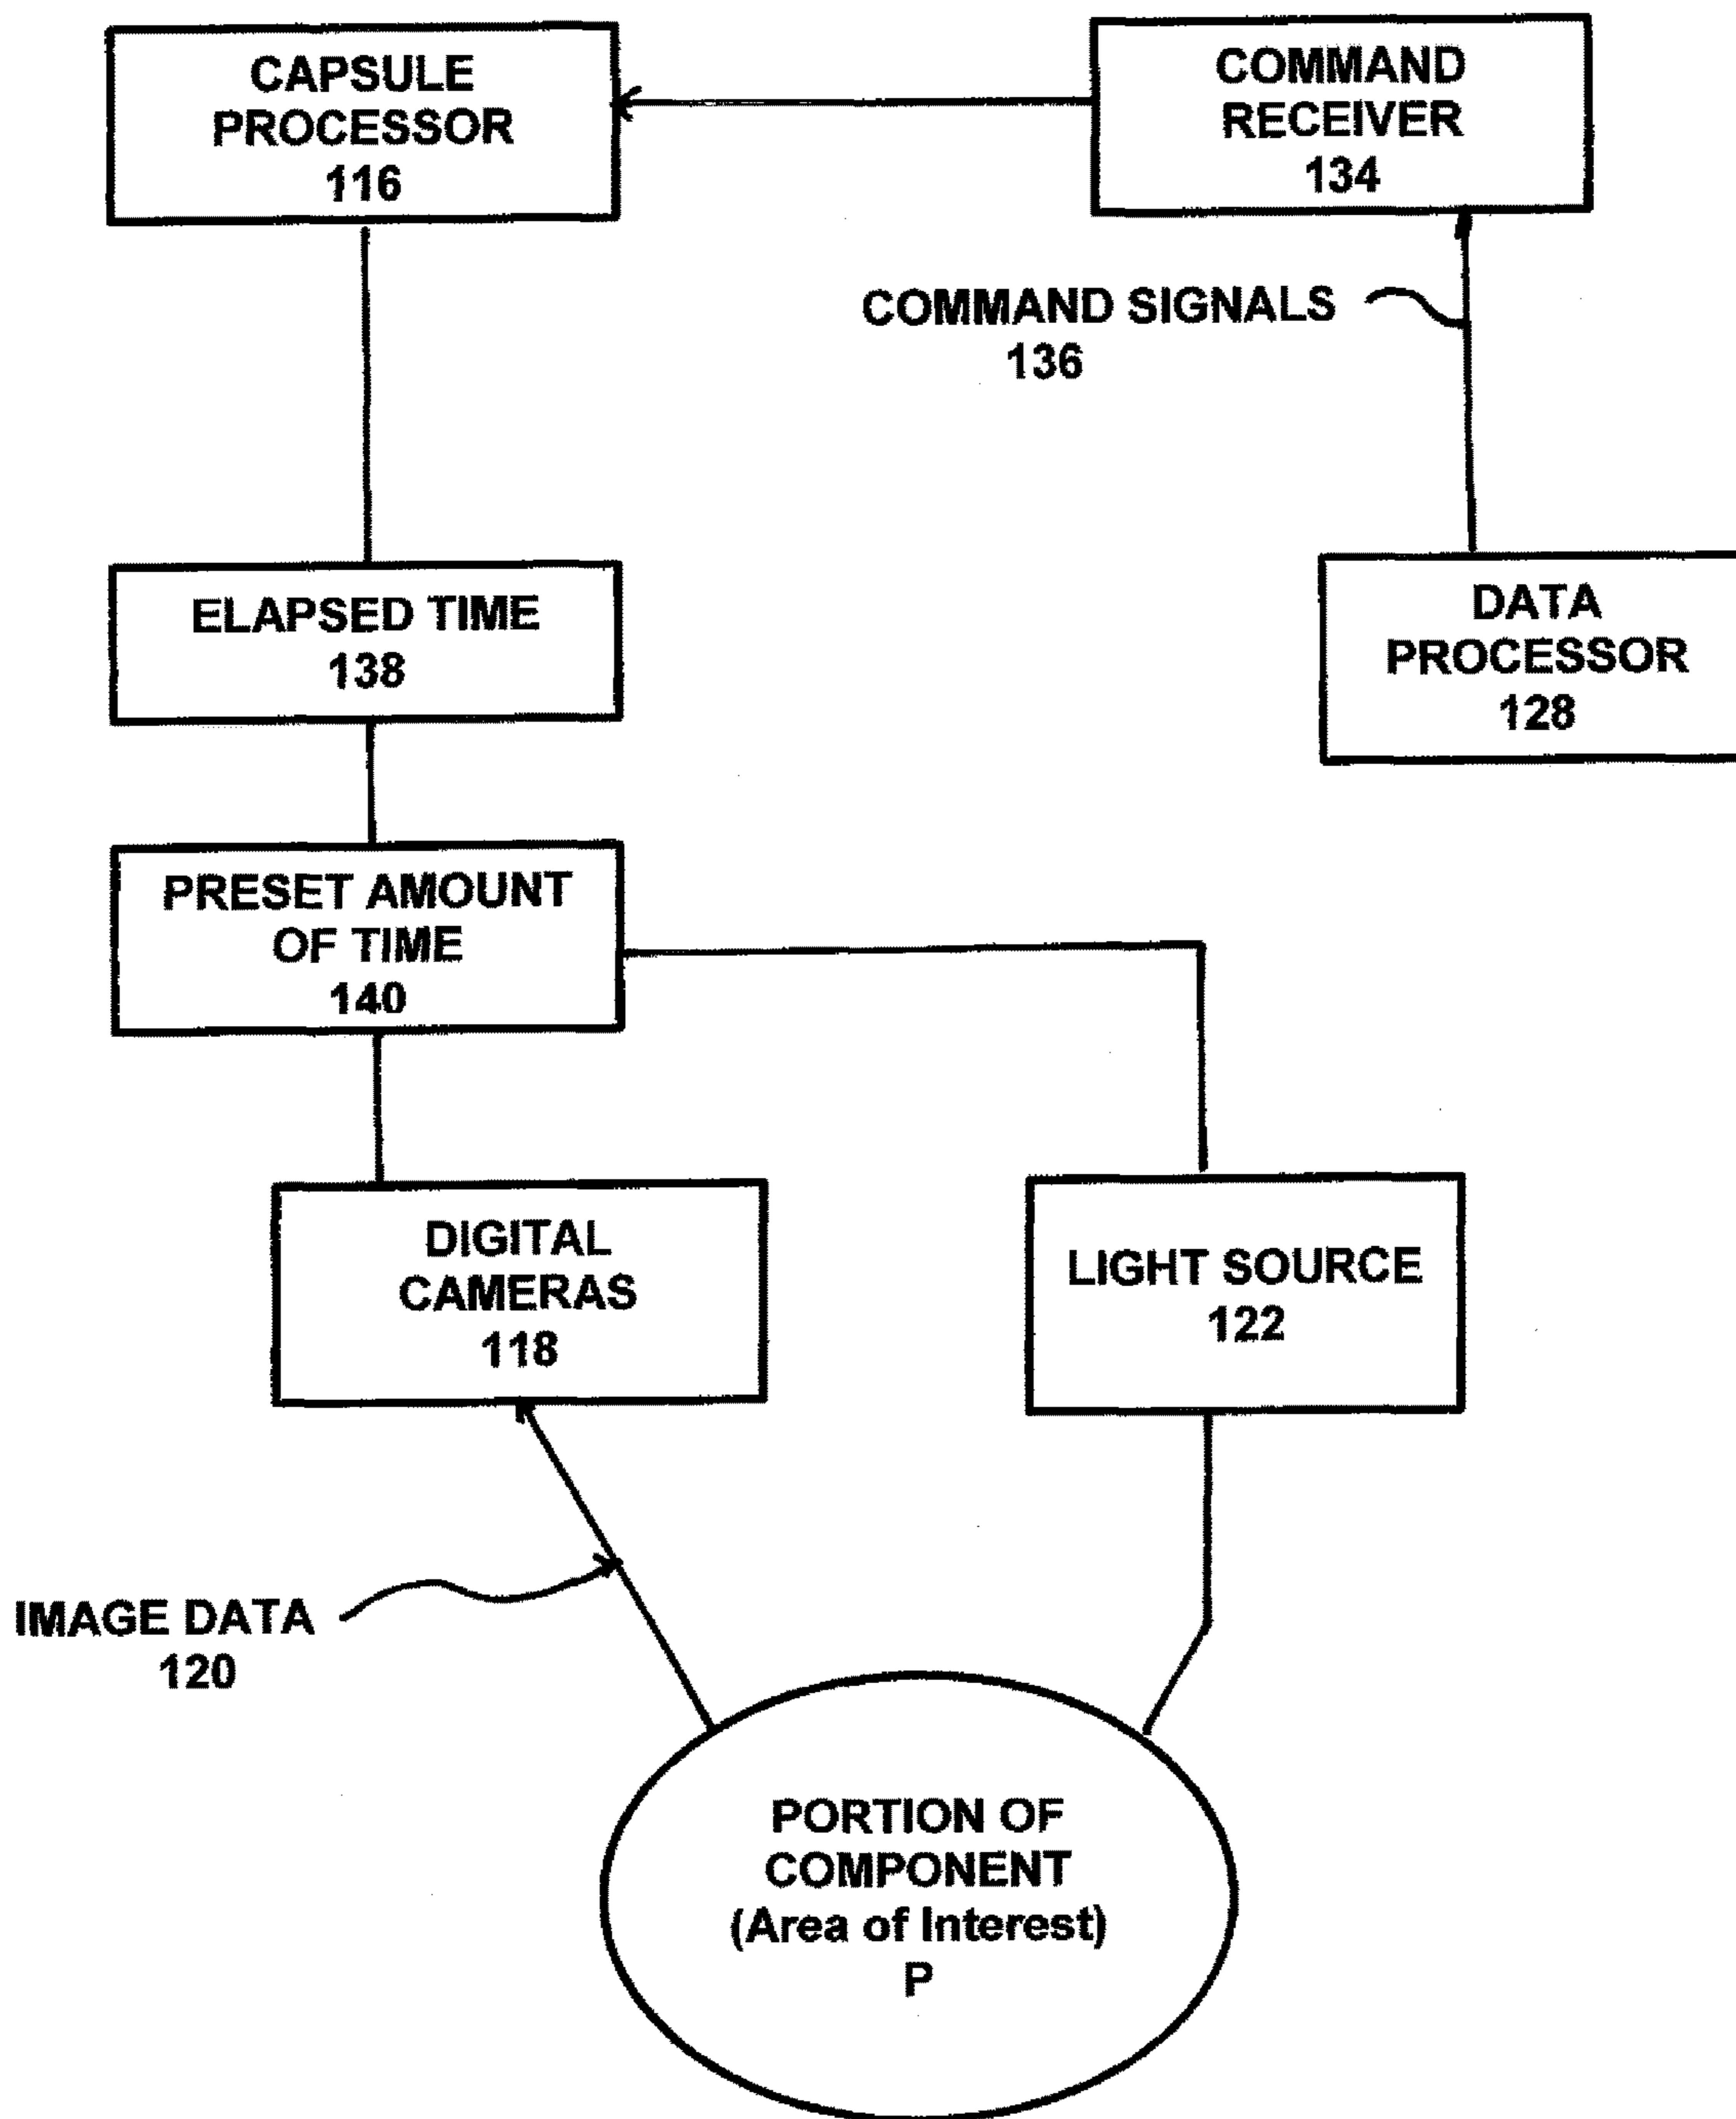 CAPSULE
PROCESSOR
116
COMMAND
RECEIVER
134
COMMAND SIGNALS
136
ELAPSED TIME
138
DATA
PROCESSOR
128
PRESET AMOUNT
OF TIME
140
DIGITAL
CAMERAS
118
LIGHT SOURCE
122
IMAGE DATA
120
PORTION OF
COMPONENT
(Area of Interest)
P